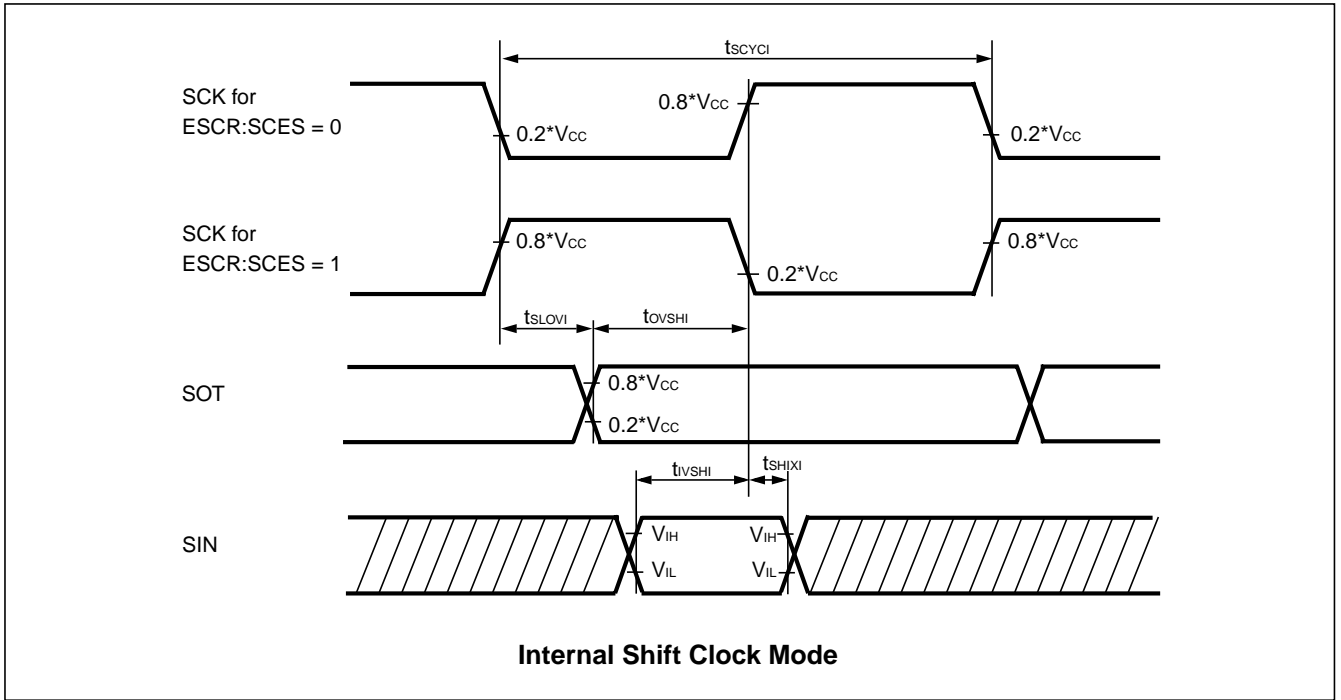 tSCYCI
SCK for
ESCR:SCES = 0
0.8*VCC
0.2*VCC
0.2*VCC
SCK for
ESCR:SCES = 1
0.8*VCC
0.8*VCC
0.2*VCC
tSLOVI
tOVSHI
SOT
0.8*VCC
0.2*VCC
tIVSHI
tSHIXI
SIN
VIH
VIH
VIL
VIL
Internal Shift Clock Mode